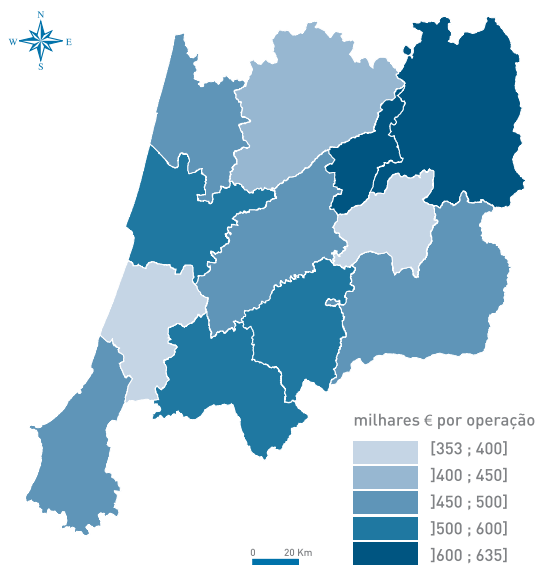 N
W E
S
milhares € por operação
]353 ; 400]
]400 ; 450]
]450 ; 500]
]500 ; 600]
]600 ; 635]
0 20 Km